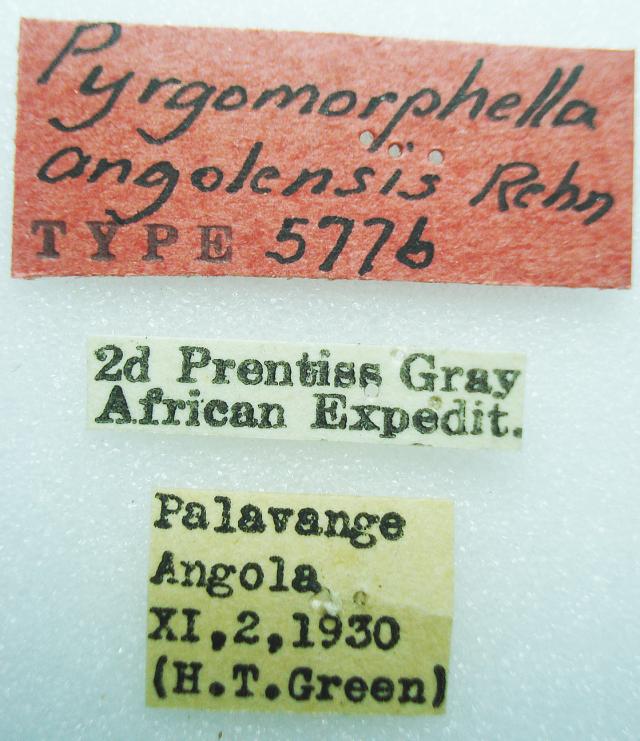 Pyrgomorphella
angolensis Rehn
TYPE 5776
2d Prentiss Gray
African Expedit.
Palavange
Angola
XI,2,1930
(H.T.Green)